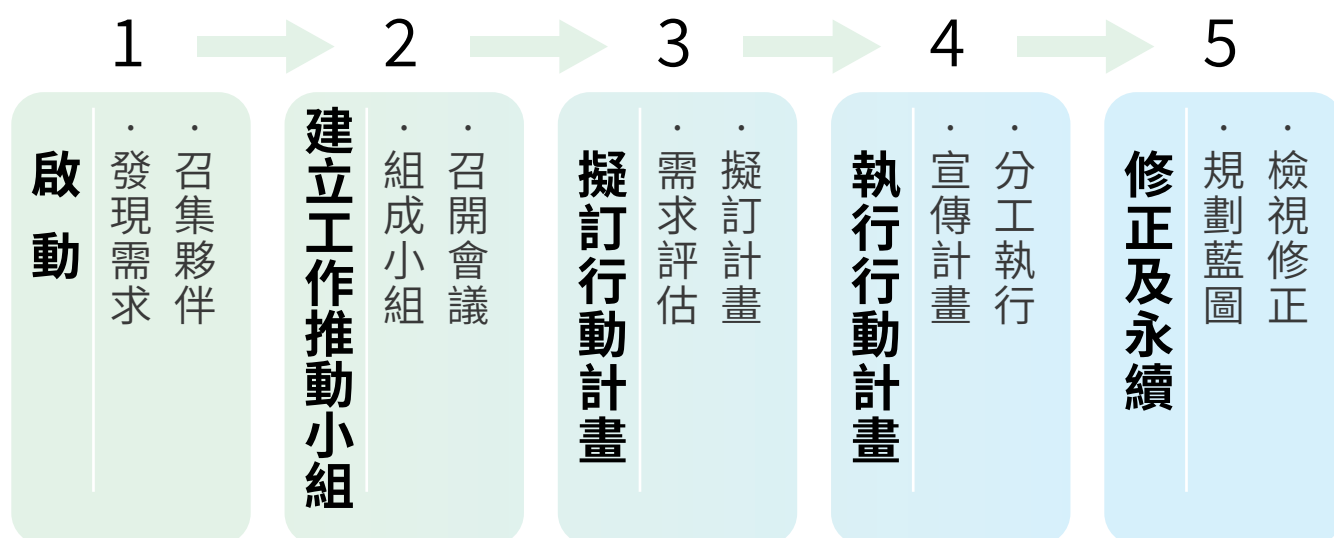 1
啟動
·發現需求
·召集夥伴
2
建立工作推動小組
·組成小組
·召開會議
3
擬訂行動計畫
·需求評估
·擬訂計畫
4
執行行動計畫
·宣傳計畫
·分工執行
5
修正及永續
·規劃藍圖
·檢視修正